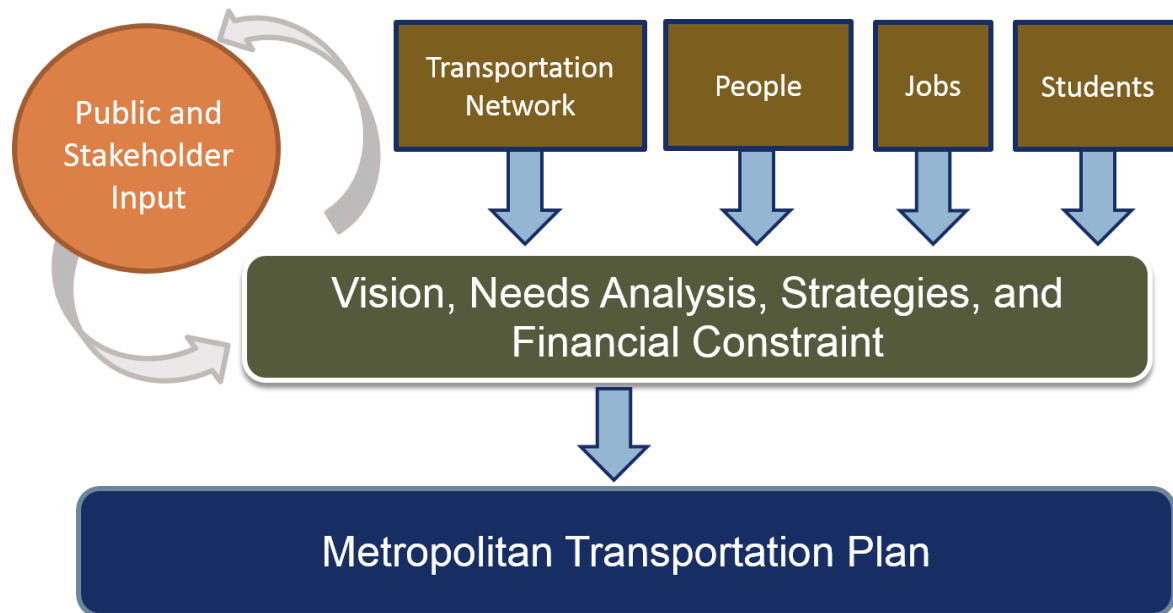 Public and
Stakeholder
Input
Transportation
Network
People
Jobs
Students
Vision, Needs Analysis, Strategies, and
Financial Constraint
Metropolitan Transportation Plan